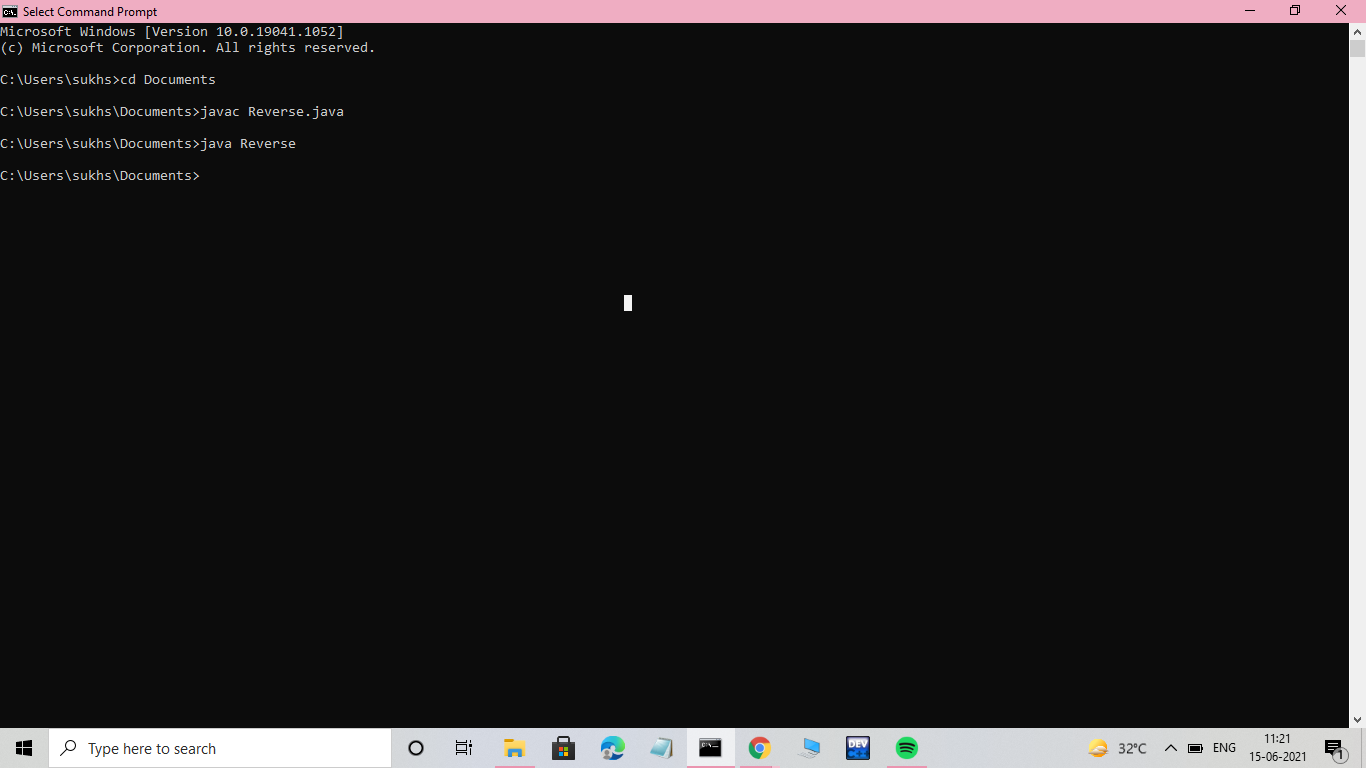 Select Command Prompt
Microsoft Windows [Version 10.0.19041.1052]
(c) Microsoft Corporation. All rights reserved.
C:\Users\sukhs>cd Documents
C:\Users\sukhs\Documents>javac Reverse.java
C:\Users\sukhs\Documents>java Reverse
C:\Users\sukhs\Documents>
Type here to search
DEV
32°C
ENG
11:21
15-06-2021
1